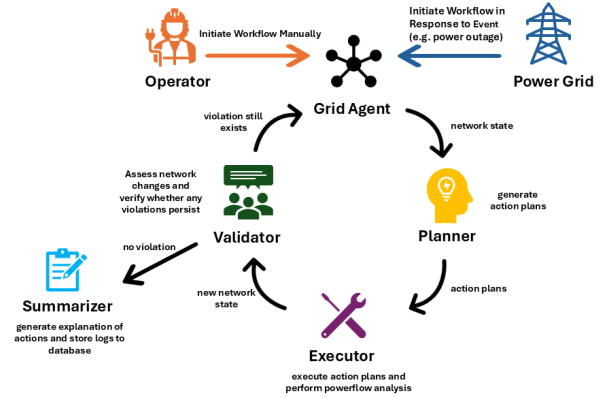 Initiate Workflow Manually
Initiate Workflow in
Response to Event
(e.g. power outage)
Operator
Grid Agent
Power Grid
violation still
exists
network state
Assess network
changes and
verify whether any
violations persist
generate
action plans
Validator
Planner
no violation
new network
state
action plans
Summarizer
generate explanation of
actions and store logs to
database
Executor
execute action plans and
perform powerflow analysis